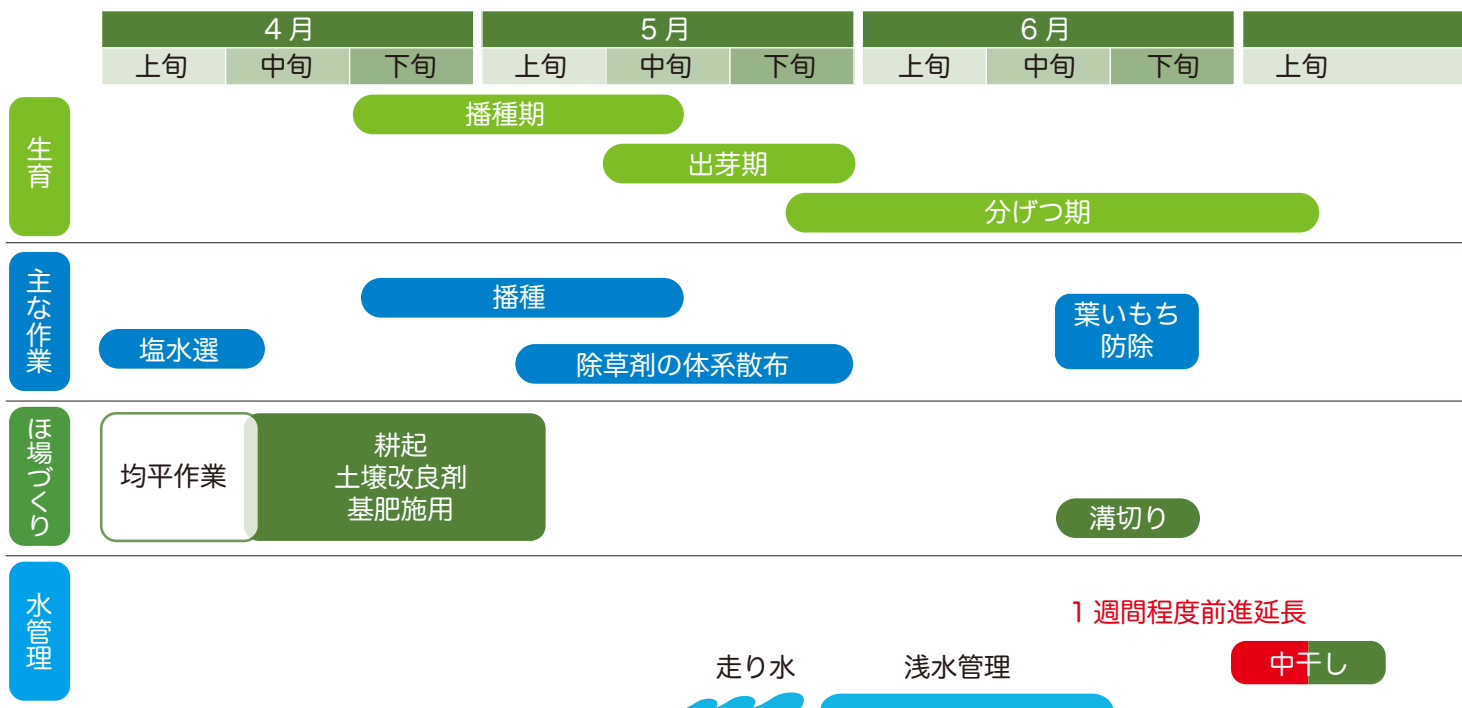 4月 5月 6月
上旬 中旬 下旬 上旬 中旬 下旬 上旬 中旬 下旬 上旬
生育
播種期
出芽期
分げつ期
主な作業
播種
塩水選
除草剤の体系散布
葉いもち
防除
ほ場づくり
均平作業
耕起
土壌改良剤
基肥施用
溝切り
水管理
1週間程度前進延長
走り水
浅水管理
中干し